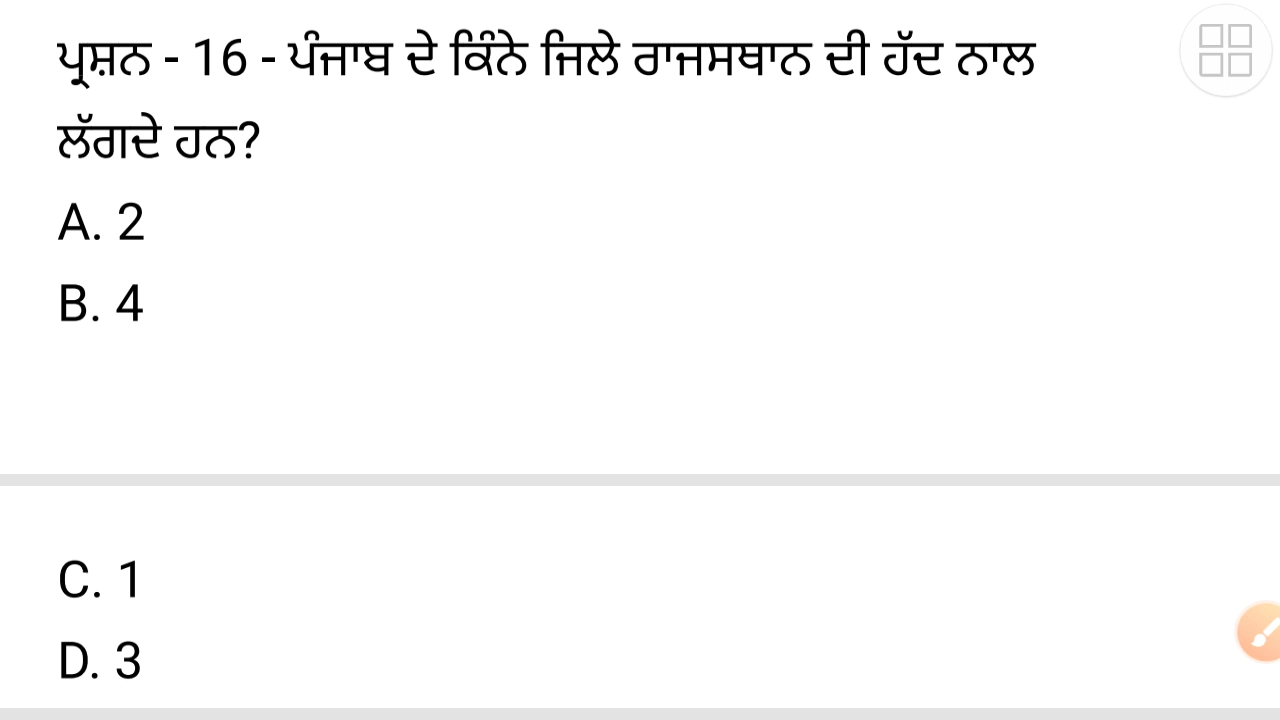 ਪ੍ਰਸ਼ਨ - 16 - ਪੰਜਾਬ ਦੇ ਕਿੰਨੇ ਜਿਲੇ ਰਾਜਸਥਾਨ ਦੀ ਹੱਦ ਨਾਲ
ਲੱਗਦੇ ਹਨ?
A. 2
B. 4
C. 1
D. 3